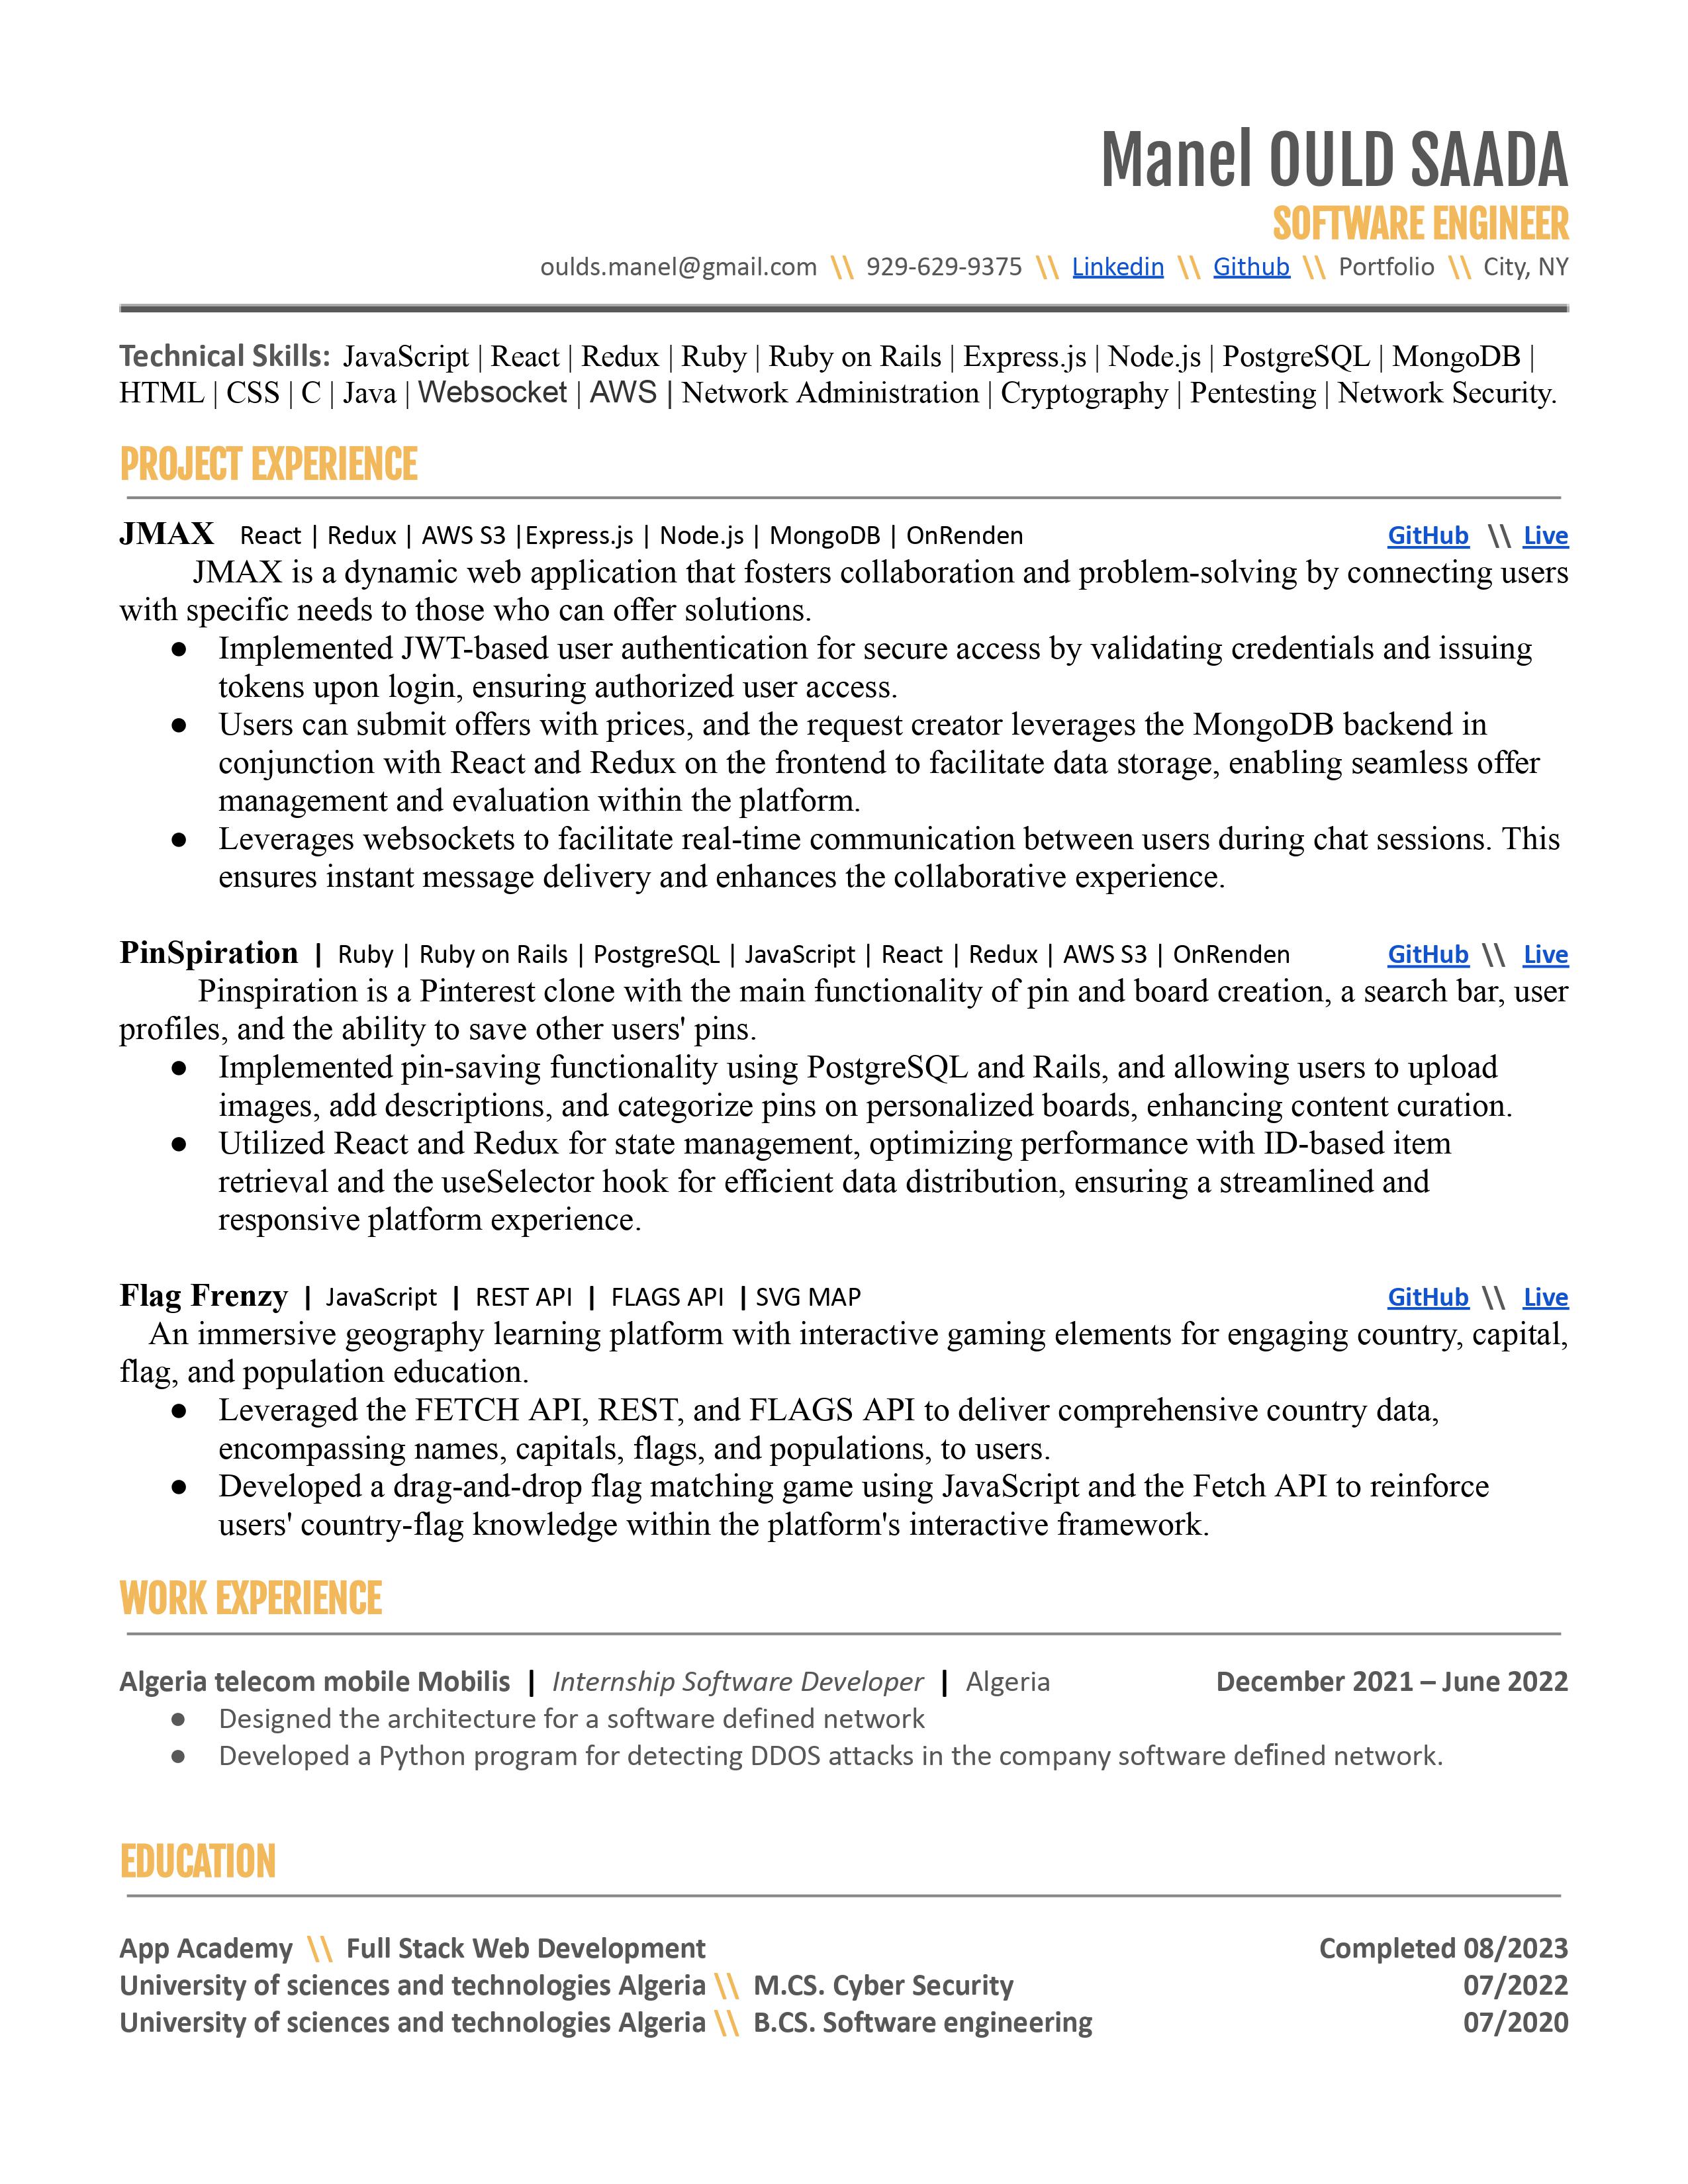 Manel OULD SAADA
SOFTWARE ENGINEER
oulds.manel@gmail.com \\ 929-629-9375 \\ Linkedin \\ Github \\ Portfolio \\ City, NY
Technical Skills: JavaScript | React | Redux | Ruby | Ruby on Rails | Express.js | Node.js | PostgreSQL | MongoDB |
HTML | CSS | C | Java | Websocket | AWS | Network Administration | Cryptography | Pentesting | Network Security.
PROJECT EXPERIENCE
JMAX React | Redux | AWS S3 |Express.js | Node.js | MongoDB | OnRenden GitHub \\ Live
JMAX is a dynamic web application that fosters collaboration and problem-solving by connecting users
with specific needs to those who can offer solutions.
● Implemented JWT-based user authentication for secure access by validating credentials and issuing
tokens upon login, ensuring authorized user access.
● Users can submit offers with prices, and the request creator leverages the MongoDB backend in
conjunction with React and Redux on the frontend to facilitate data storage, enabling seamless offer
management and evaluation within the platform.
● Leverages websockets to facilitate real-time communication between users during chat sessions. This
ensures instant message delivery and enhances the collaborative experience.
PinSpiration | Ruby | Ruby on Rails | PostgreSQL | JavaScript | React | Redux | AWS S3 | OnRenden GitHub \\ Live
Pinspiration is a Pinterest clone with the main functionality of pin and board creation, a search bar, user
profiles, and the ability to save other users' pins.
● Implemented pin-saving functionality using PostgreSQL and Rails, and allowing users to upload
images, add descriptions, and categorize pins on personalized boards, enhancing content curation.
● Utilized React and Redux for state management, optimizing performance with ID-based item
retrieval and the useSelector hook for efficient data distribution, ensuring a streamlined and
responsive platform experience.
Flag Frenzy | JavaScript | REST API | FLAGS API | SVG MAP GitHub \\ Live
An immersive geography learning platform with interactive gaming elements for engaging country, capital,
flag, and population education.
● Leveraged the FETCH API, REST, and FLAGS API to deliver comprehensive country data,
encompassing names, capitals, flags, and populations, to users.
● Developed a drag-and-drop flag matching game using JavaScript and the Fetch API to reinforce
users' country-flag knowledge within the platform's interactive framework.
WORK EXPERIENCE
Algeria telecom mobile Mobilis | Internship Software Developer | Algeria December 2021 – June 2022
● Designed the architecture for a software defined network
● Developed a Python program for detecting DDOS attacks in the company software defined network.
EDUCATION
App Academy \\ Full Stack Web Development Completed 08/2023
University of sciences and technologies Algeria \\ M.CS. Cyber Security 07/2022
University of sciences and technologies Algeria \\ B.CS. Software engineering 07/2020